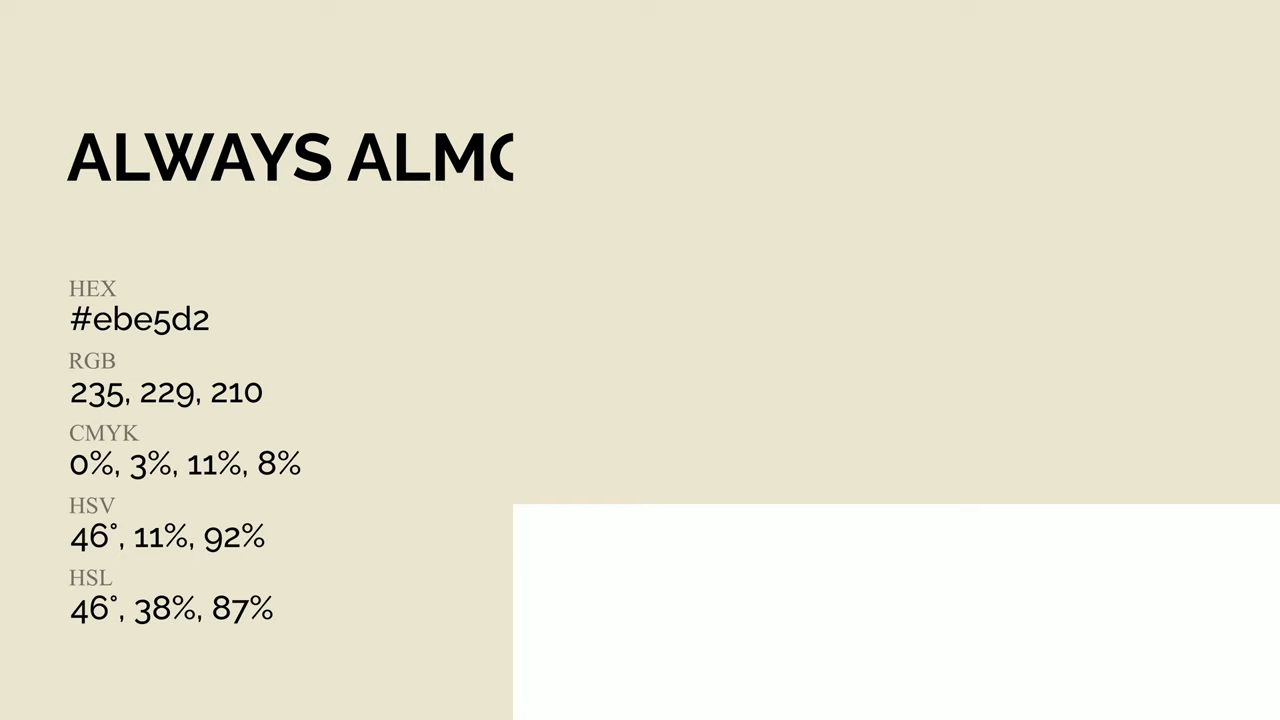 ALWAYS
HEX
#ebe5d2
RGB
235, 229, 210
CMYK
0%, 3%, 11%, 8%
HSV
46°, 11%, 92%
HSL
46°, 38%, 87%